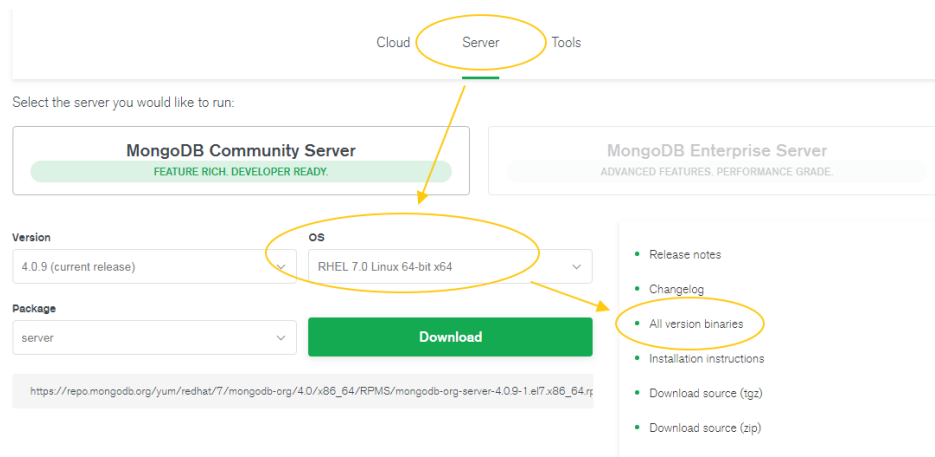 Cloud Server Tools
Select the server you would like to run:
MongoDB Community Server
FEATURE RICH. DEVELOPER READY.
MongoDB Enterprise Server
ADVANCED FEATURES. PERFORMANCE GRADE.
Version
4.0.9 (current release)
OS
RHEL 7.0 Linux 64-bit x64
Package
server
Download
https://repo.mongodb.org/yum/redhat/7/mongodb-org/4.0/x86_64/RPMS/mongodb-org-server-4.0.9-1.el7.x86_64.rp
Release notes
Changelog
All version binaries
Installation instructions
Download source (tgz)
Download source (zip)